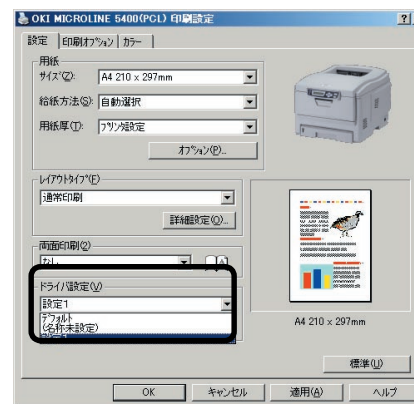 OKI MICROLINE 5400(PCL) 印刷設定
設定 印刷オプション カラー
用紙
サイズ(Z): A4 210 x 297mm
給紙方法(S): 自動選択
用紙厚(T): プリンタ設定
オプション(P)...
レイアウトタイプ(E)
通常印刷
詳細設定(O)...
両面印刷(2)
なし
ドライバ設定(V)
設定1
デフォルト
(名称未設定)
A4 210 x 297mm
標準(U)
OK キャンセル 適用(A) ヘルプ